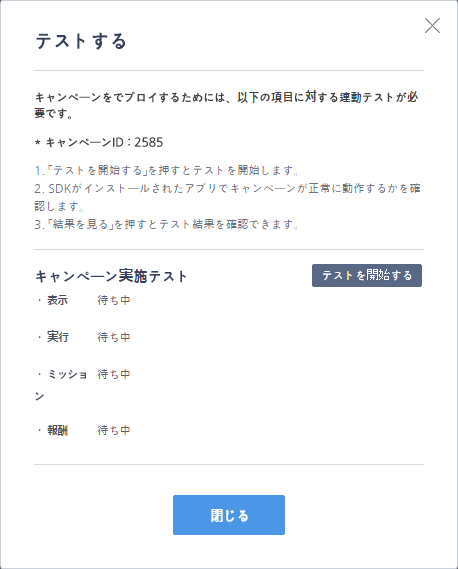 テストする
キャンペーンをでプロイするためには、以下の項目に対する連動テストが必
要です。
* キャンペーンID : 2585
1.「テストを開始する」を押すとテストを開始します。
2. SDKがインストールされたアプリでキャンペーンが正常に動作するかを確
認します。
3.「結果を見る」を押すとテスト結果を確認できます。
キャンペーン実施テスト
テストを開始する
・表示 待ち中
・実行 待ち中
・ミッショ 待ち中
ン
・報酬 待ち中
閉じる